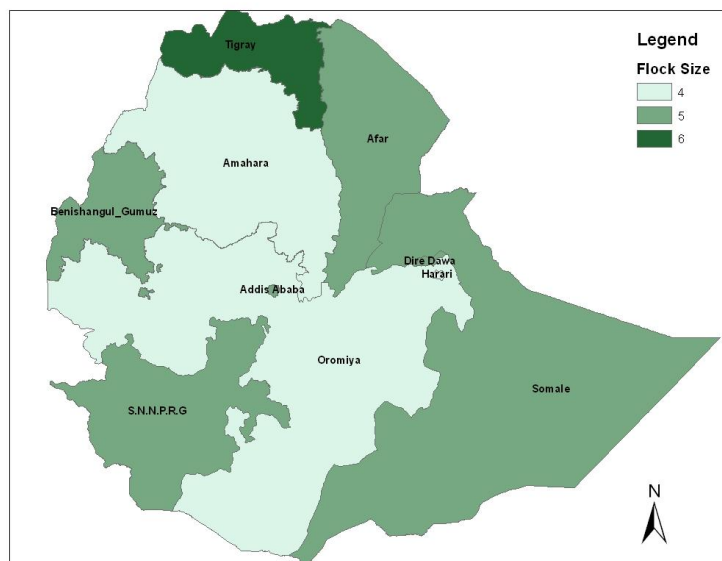 Tigray
Legend
Flock Size
4
5
6
Afar
Amahara
Benishangul_Gumuz
Dire Dawa
Harari
Addis Ababa
Oromiya
Somale
S.N.N.P.R.G
N